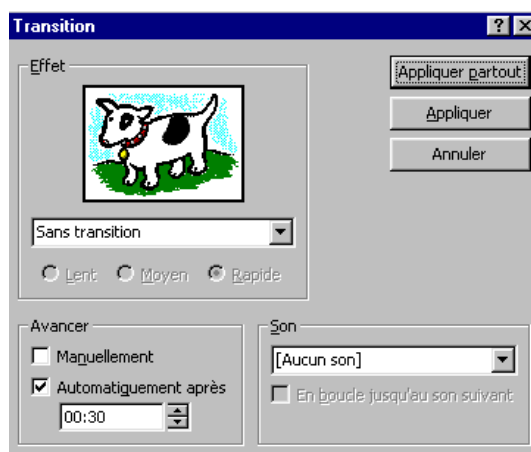 Transition
Effet
Appliquer partout
Appliquer
Annuler
Sans transition
Lent Moyen Rapide
Avancer
Manuellement
Automatiquement après
00:30
Son
[Aucun son]
En boucle jusqu'au son suivant